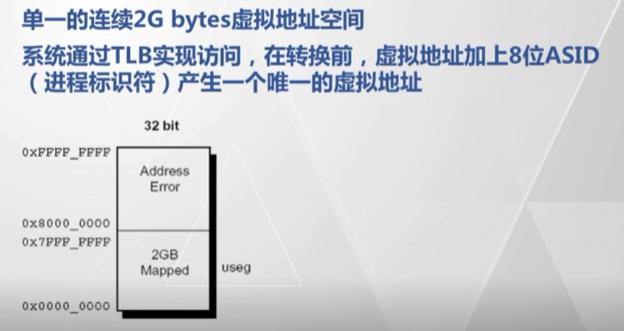 单一的连续2G bytes虚拟地址空间
系统通过TLB实现访问，在转换前，虚拟地址加上8位ASID
（进程标识符）产生一个唯一的虚拟地址
32 bit
0xFFFF_FFFF
Address
Error
0x8000_0000
0x7FFF_FFFF
2GB
Mapped
useg
0x0000_0000